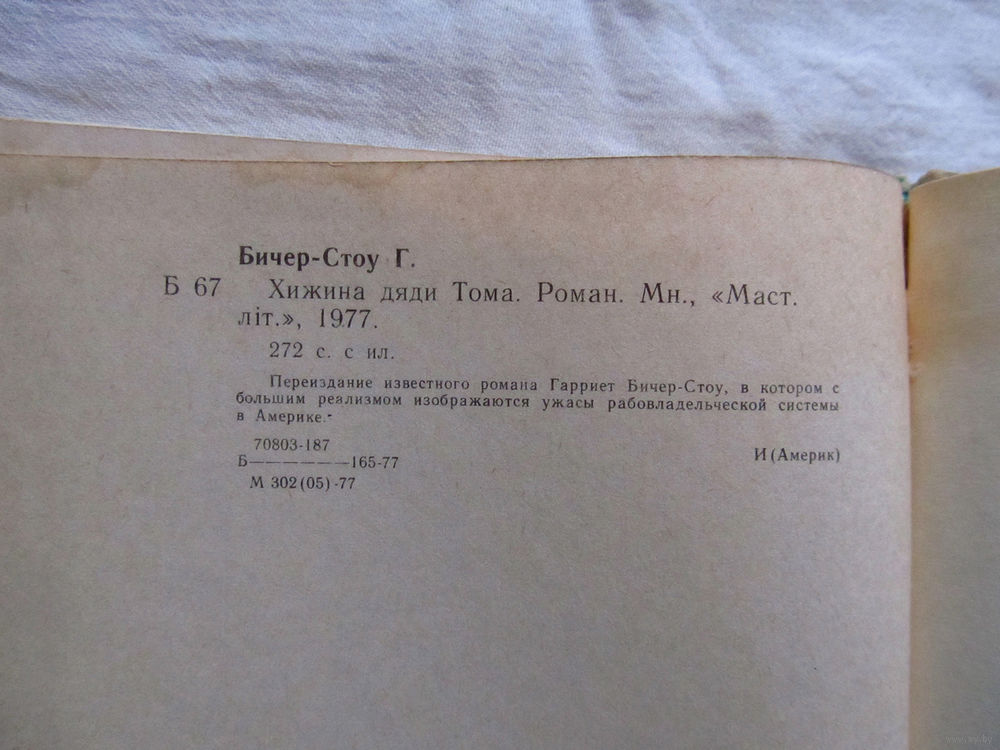 Бичер-Стоу Г.
Б 67 Хижина дяди Тома. Роман. Мн., «Маст.
літ.», 1977.
272 с. с ил.
Переиздание известного романа Гарриет Бичер-Стоу, в котором с
большим реализмом изображаются ужасы рабовладельческой системы
в Америке.
70803-187
Б——————165-77
М 302(05)-77
И(Америк)